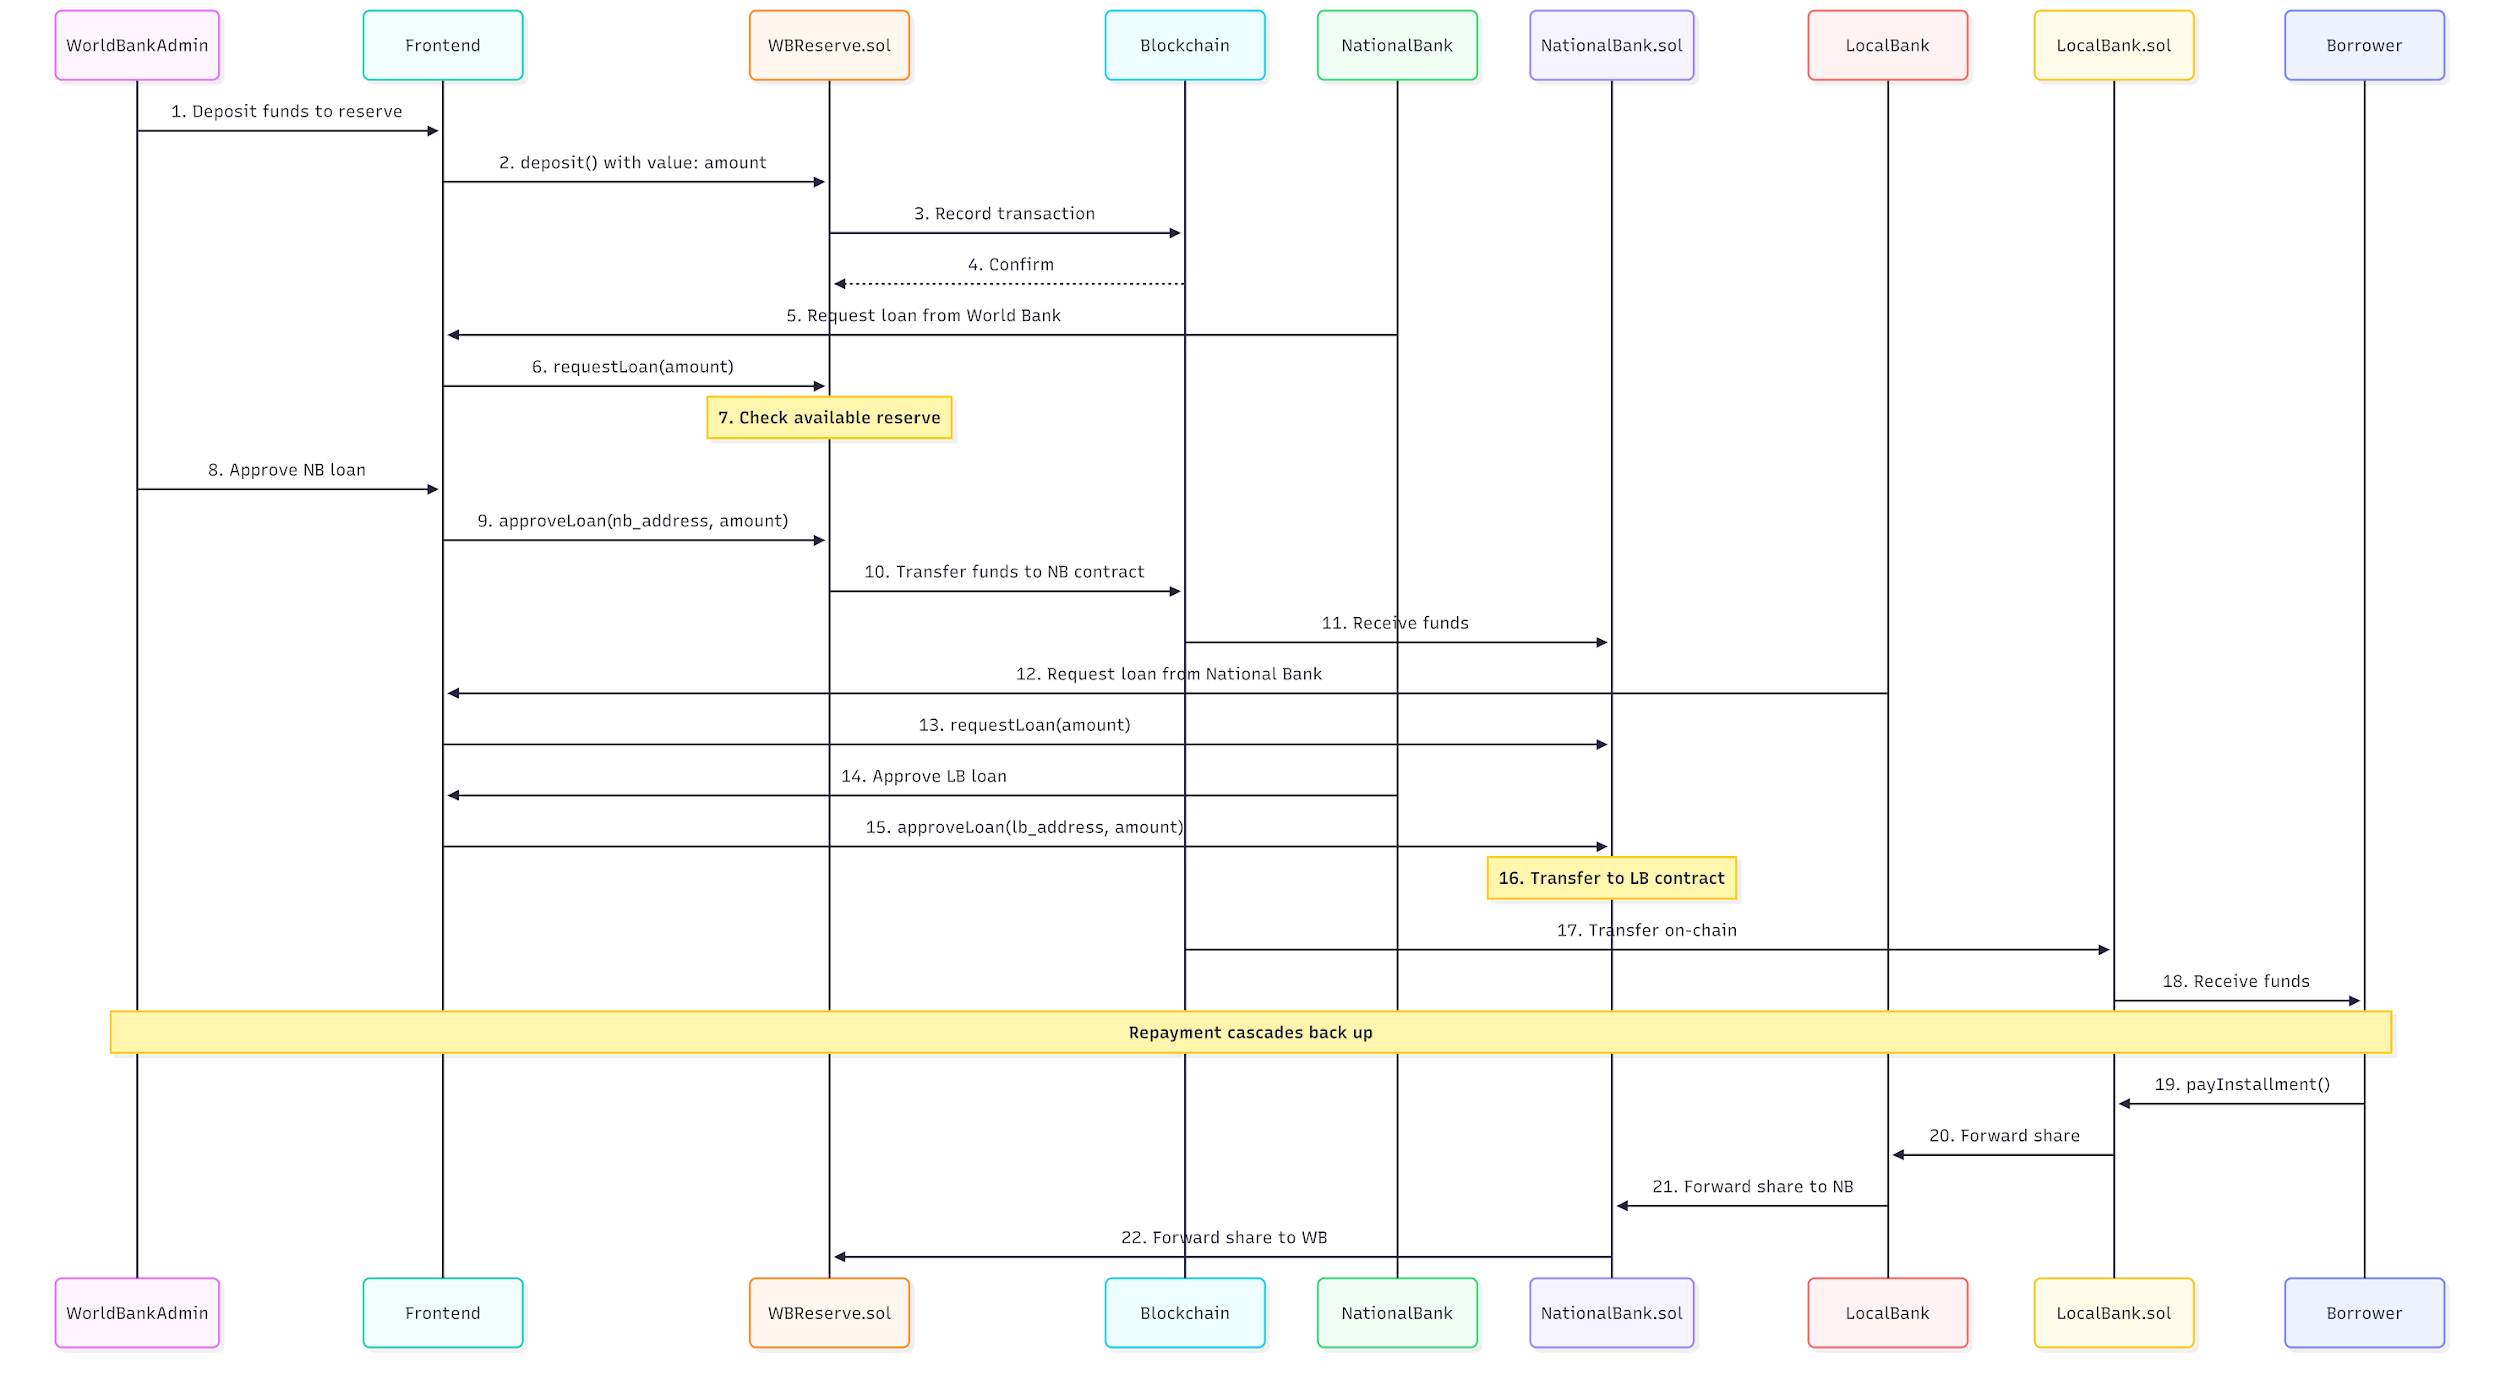 WorldBankAdmin
Frontend
WBReserve.sol
Blockchain
NationalBank
NationalBank.sol
LocalBank
LocalBank.sol
Borrower
1. Deposit funds to reserve
2. deposit() with value: amount
3. Record transaction
4. Confirm
5. Request loan from World Bank
6. requestLoan(amount)
7. Check available reserve
8. Approve NB loan
9. approveLoan(nb_address, amount)
10. Transfer funds to NB contract
11. Receive funds
12. Request loan from National Bank
13. requestLoan(amount)
14. Approve LB loan
15. approveLoan(lb_address, amount)
16. Transfer to LB contract
17. Transfer on-chain
18. Receive funds
Repayment cascades back up
19. payInstallment()
20. Forward share
21. Forward share to NB
22. Forward share to WB
WorldBankAdmin
Frontend
WBReserve.sol
Blockchain
NationalBank
NationalBank.sol
LocalBank
LocalBank.sol
Borrower